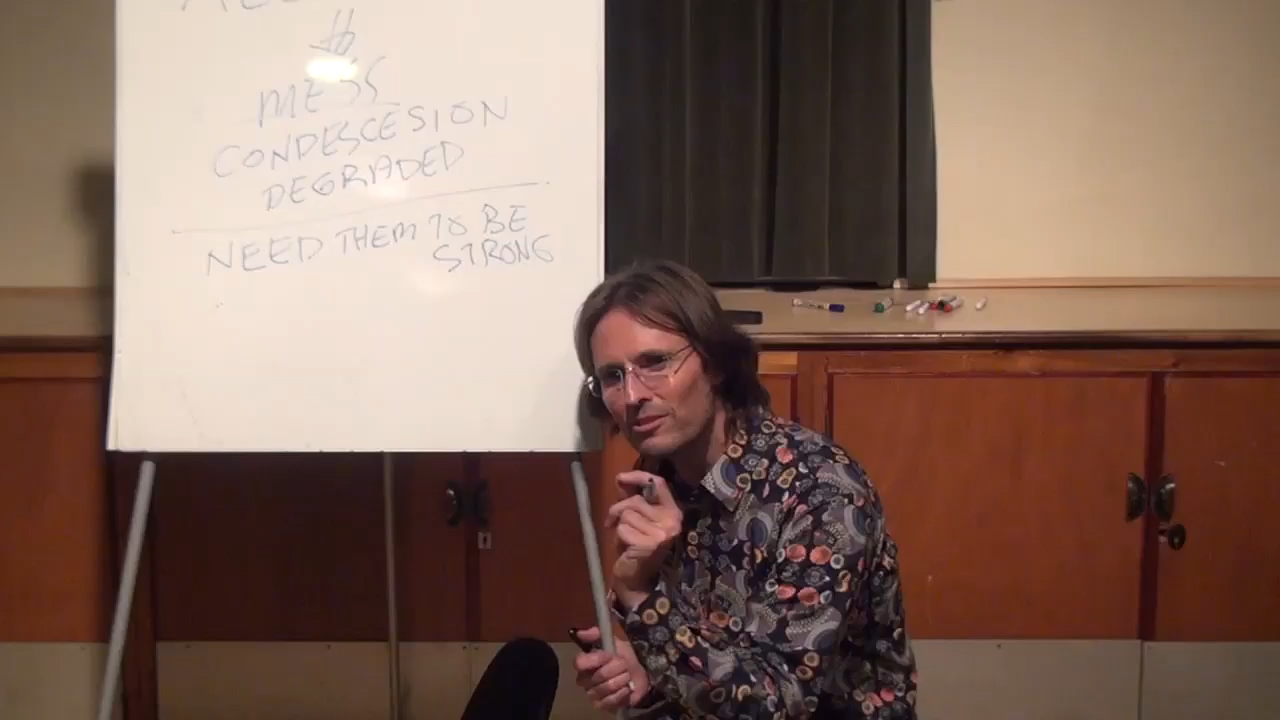 MESS
CONDESCESION
DEGRADED
NEED THEM TO BE
STRONG